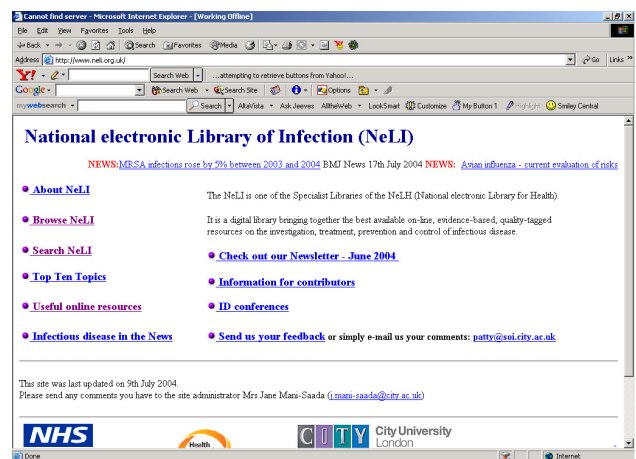 Cannot find server - Microsoft Internet Explorer - [Working Offline]
File Edit View Favorites Tools Help
Back Search Favorites Media
Address http://www.neli.org.uk/ Go Links »
Y! Search Web ...attempting to retrieve buttons from Yahoo!...
Google Search Web Search Site Options
mywebsearch Search AltaVista Ask Jeeves AlltheWeb LookSmart Customize My Button 1 Highlight Smiley Central
National electronic Library of Infection (NeLI)
NEWS: MRSA infections rose by 5% between 2003 and 2004 BMJ News 17th July 2004 NEWS: Avian influenza - current evaluation of risks
About NeLI
The NeLI is one of the Specialist Libraries of the NeLH (National electronic Library for Health).
Browse NeLI
It is a digital library bringing together the best available on-line, evidence-based, quality-tagged
resources on the investigation, treatment, prevention and control of infectious disease.
Search NeLI
Check out our Newsletter - June 2004
Top Ten Topics
Information for contributors
Useful online resources
ID conferences
Infectious disease in the News
Send us your feedback or simply e-mail us your comments: patty@soi.city.ac.uk
This site was last updated on 9th July 2004.
Please send any comments you have to the site administrator Mrs Jane Mani-Saada (j.mani-saada@city.ac.uk)
NHS
Health
CITY City University
London
Done Internet